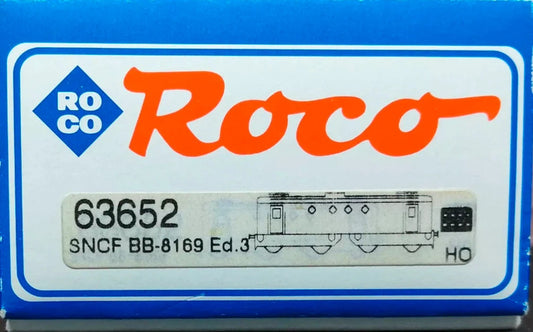 RO
CO
Roco
63652
SNCF BB-8169 Ed.3
HO